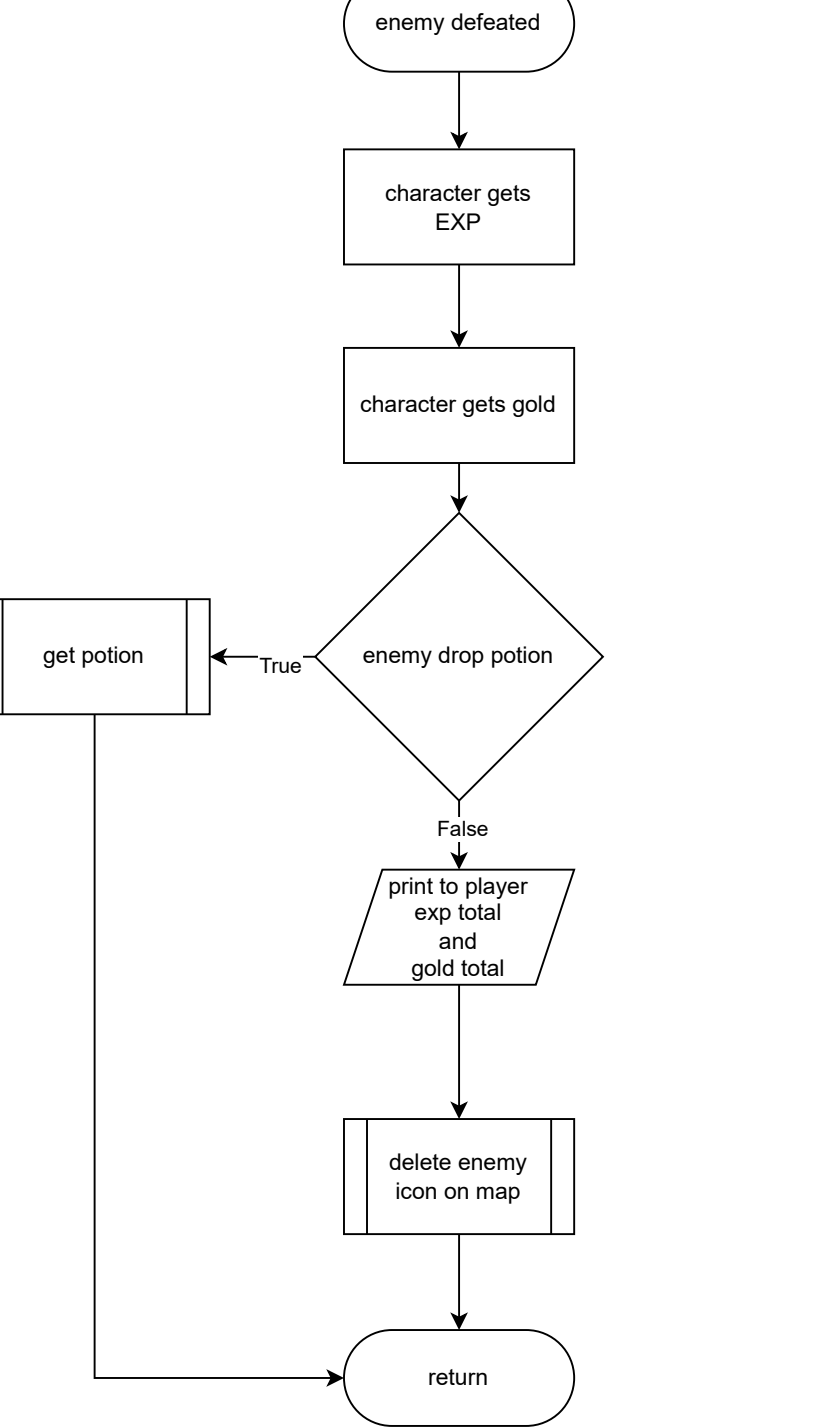 enemy defeated
character gets
EXP
character gets gold
enemy drop potion
True
get potion
False
print to player
exp total
and
gold total
delete enemy
icon on map
return